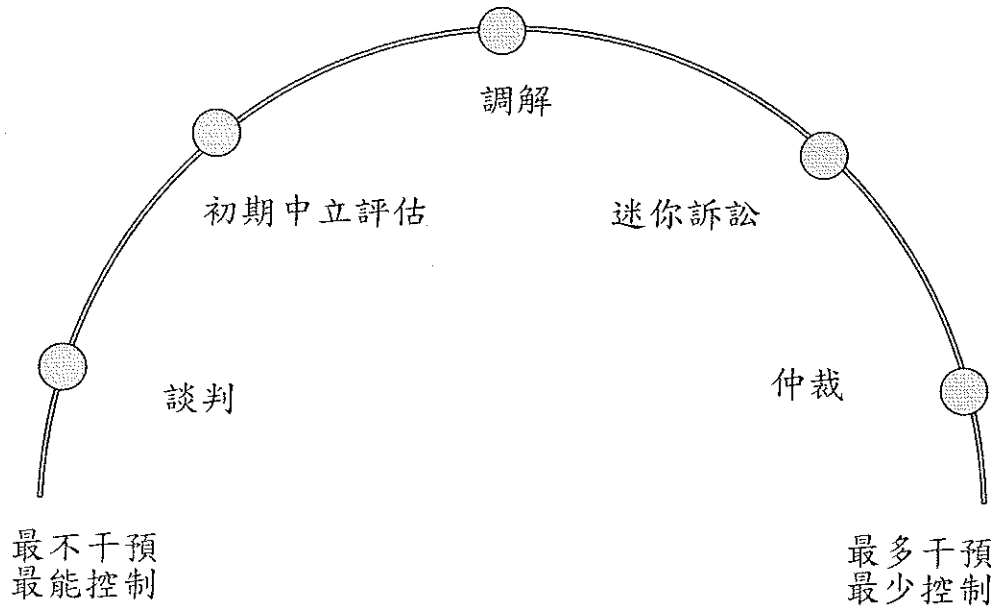 調解
初期中立評估
迷你訴訟
談判
仲裁
最不干預
最能控制
最多干預
最少控制